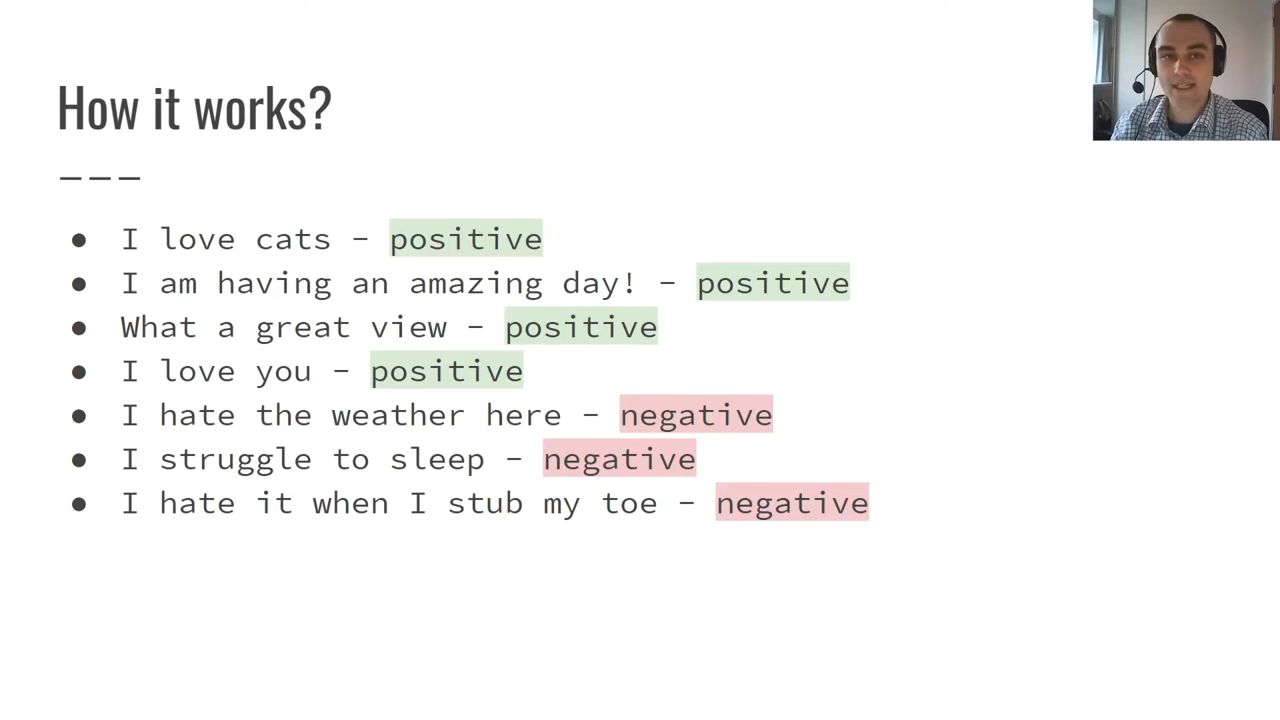 How it works?
● I love cats - positive
● I am having an amazing day! - positive
● What a great view - positive
● I love you - positive
● I hate the weather here - negative
● I struggle to sleep - negative
● I hate it when I stub my toe - negative